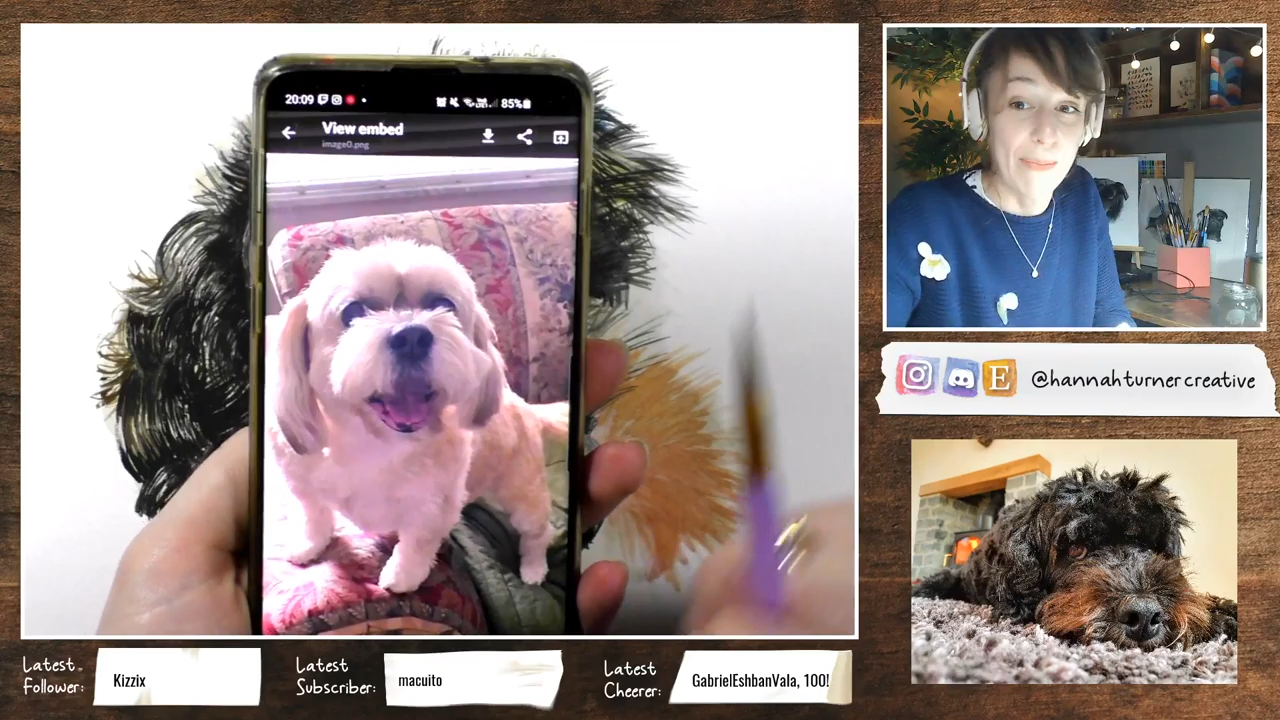 20:09
85%
View embed
image0.png
E
@hannahturnercreative
Latest
Follower:
Kizzix
Latest
Subscriber:
macuito
Latest
Cheerer:
GabrielEshbanVala, 100!